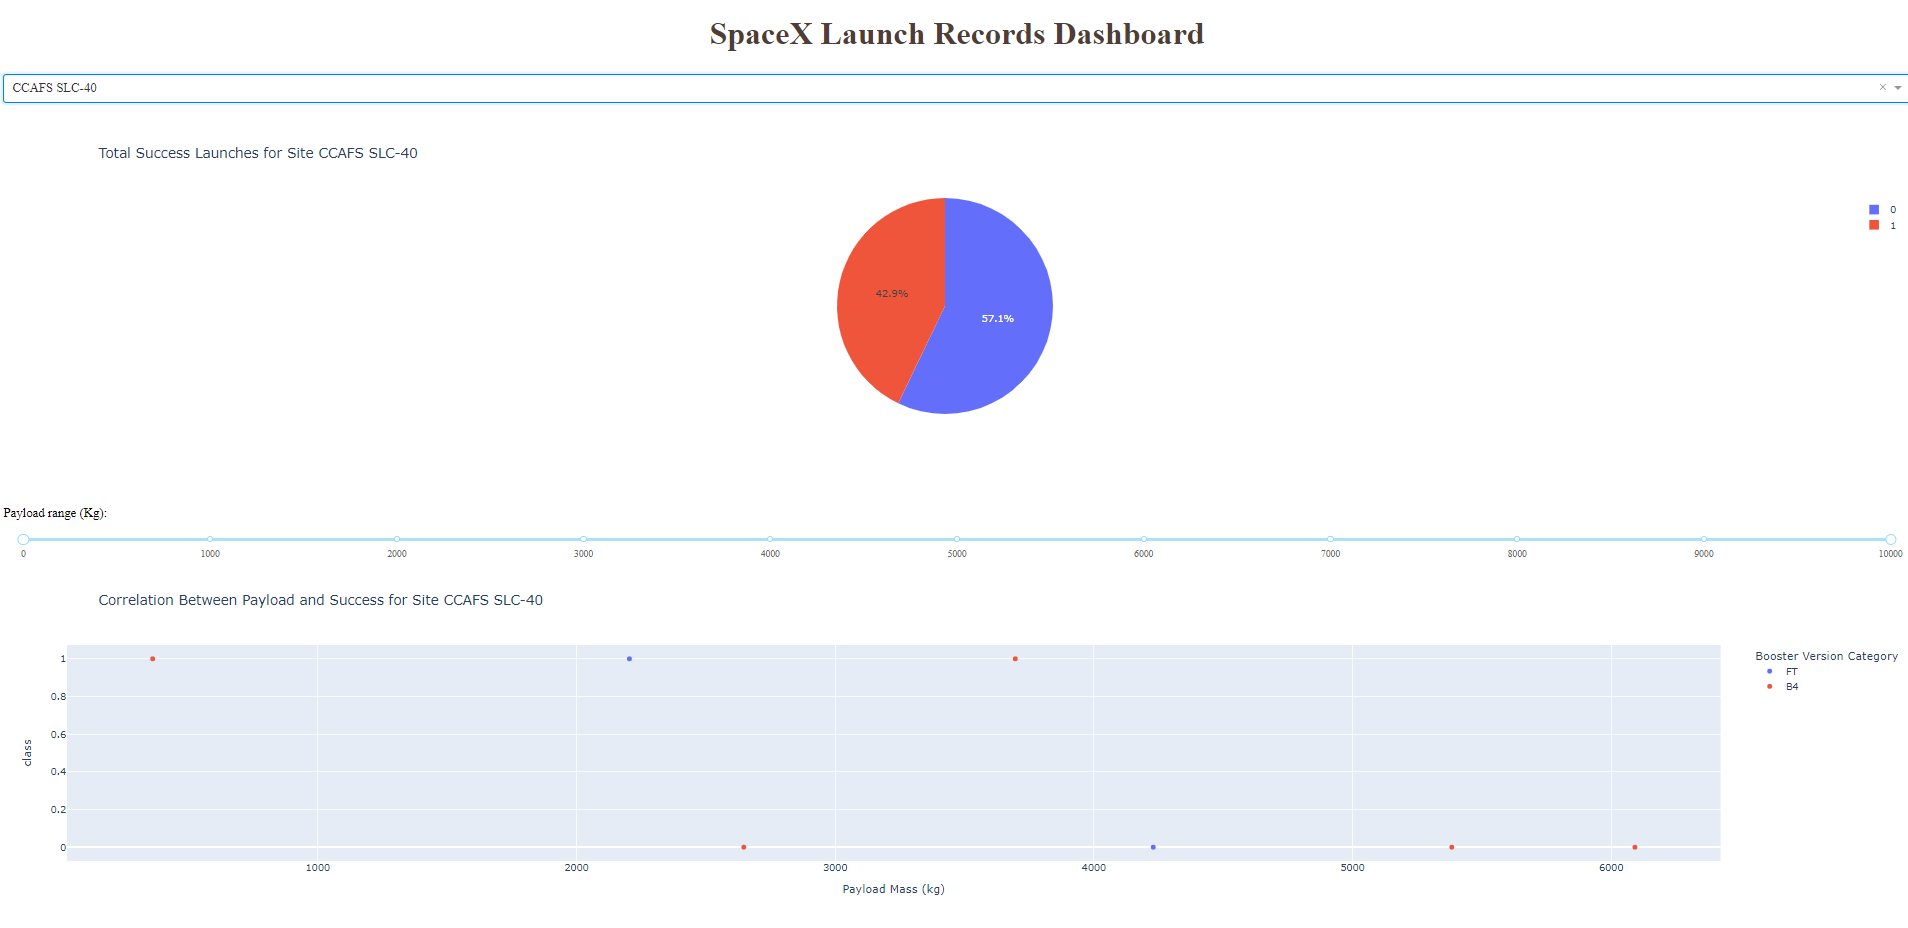 SpaceX Launch Records Dashboard
CCAFS SLC-40
×
Total Success Launches for Site CCAFS SLC-40
0
1
42.9%
57.1%
Payload range (Kg):
0 1000 2000 3000 4000 5000 6000 7000 8000 9000 10000
Correlation Between Payload and Success for Site CCAFS SLC-40
Booster Version Category
FT
B4
1
0.8
0.6
0.4
0.2
0
class
1000 2000 3000 4000 5000 6000
Payload Mass (kg)